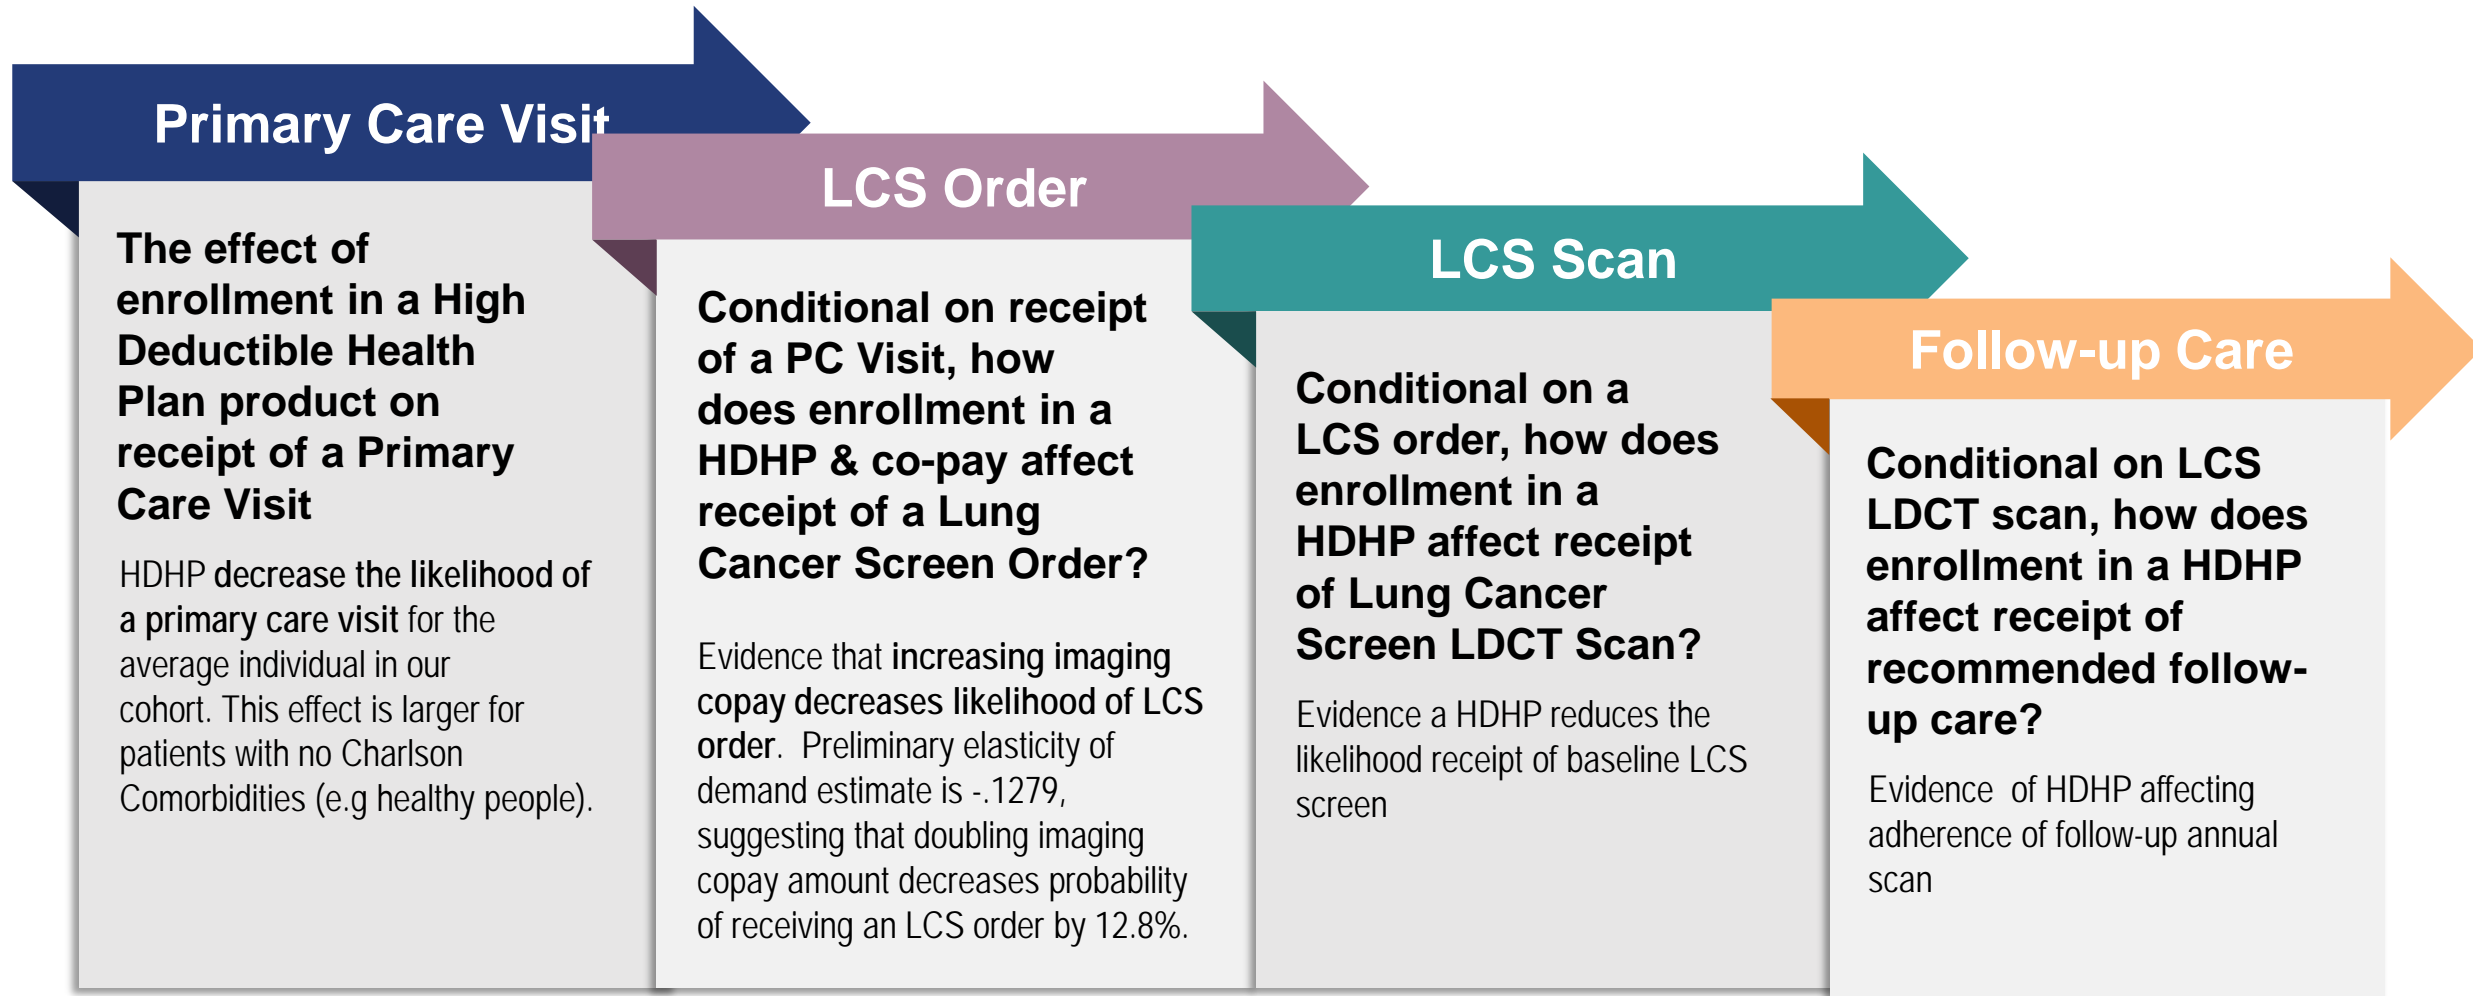 Primary Care Visit
The effect of
enrollment in a High
Deductible Health
Plan product on
receipt of a Primary
Care Visit
HDHP decrease the likelihood of
a primary care visit for the
average individual in our
cohort. This effect is larger for
patients with no Charlson
Comorbidities (e.g healthy people).
LCS Order
Conditional on receipt
of a PC Visit, how
does enrollment in a
HDHP & co-pay affect
receipt of a Lung
Cancer Screen Order?
Evidence that increasing imaging
copay decreases likelihood of LCS
order. Preliminary elasticity of
demand estimate is -.1279,
suggesting that doubling imaging
copay amount decreases probability
of receiving an LCS order by 12.8%.
LCS Scan
Conditional on a
LCS order, how does
enrollment in a
HDHP affect receipt
of Lung Cancer
Screen LDCT Scan?
Evidence a HDHP reduces the
likelihood receipt of baseline LCS
screen
Follow-up Care
Conditional on LCS
LDCT scan, how does
enrollment in a HDHP
affect receipt of
recommended follow-
up care?
Evidence of HDHP affecting
adherence of follow-up annual
scan